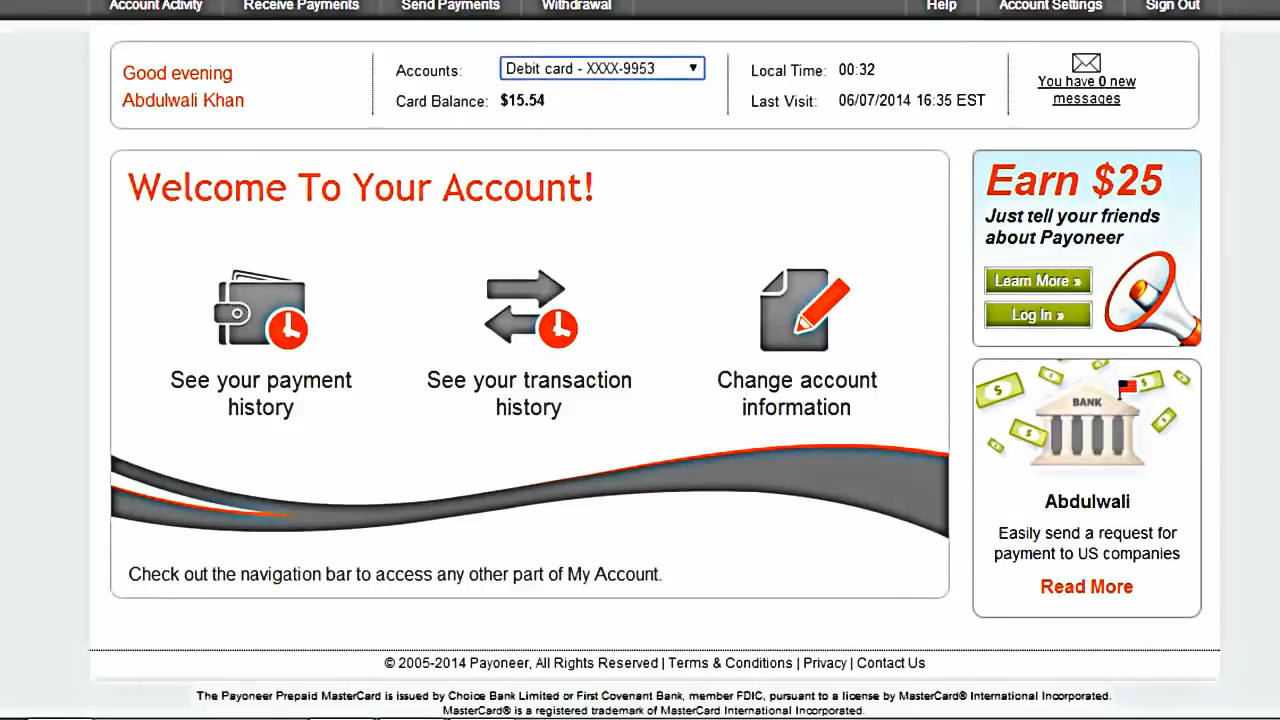 Account Activity Receive Payments Send Payments Withdrawal Help Account Settings Sign Out
Good evening
Abdulwali Khan
Accounts: Debit card - XXXX-9953
Card Balance: $15.54
Local Time: 00:32
Last Visit: 06/07/2014 16:35 EST
You have 0 new
messages
Welcome To Your Account!
See your payment
history
See your transaction
history
Change account
information
Check out the navigation bar to access any other part of My Account.
Earn $25
Just tell your friends
about Payoneer
Learn More »
Log In »
BANK
Abdulwali
Easily send a request for
payment to US companies
Read More
© 2005-2014 Payoneer, All Rights Reserved | Terms & Conditions | Privacy | Contact Us
The Payoneer Prepaid MasterCard is issued by Choice Bank Limited or First Covenant Bank, member FDIC, pursuant to a license by MasterCard® International Incorporated.
MasterCard® is a registered trademark of MasterCard International Incorporated.